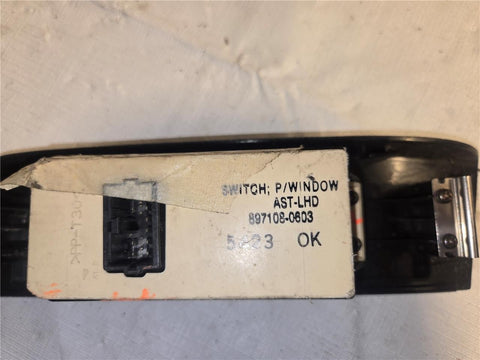 SWITCH; P/WINDOW
AST-LHD
897108-0603
OK